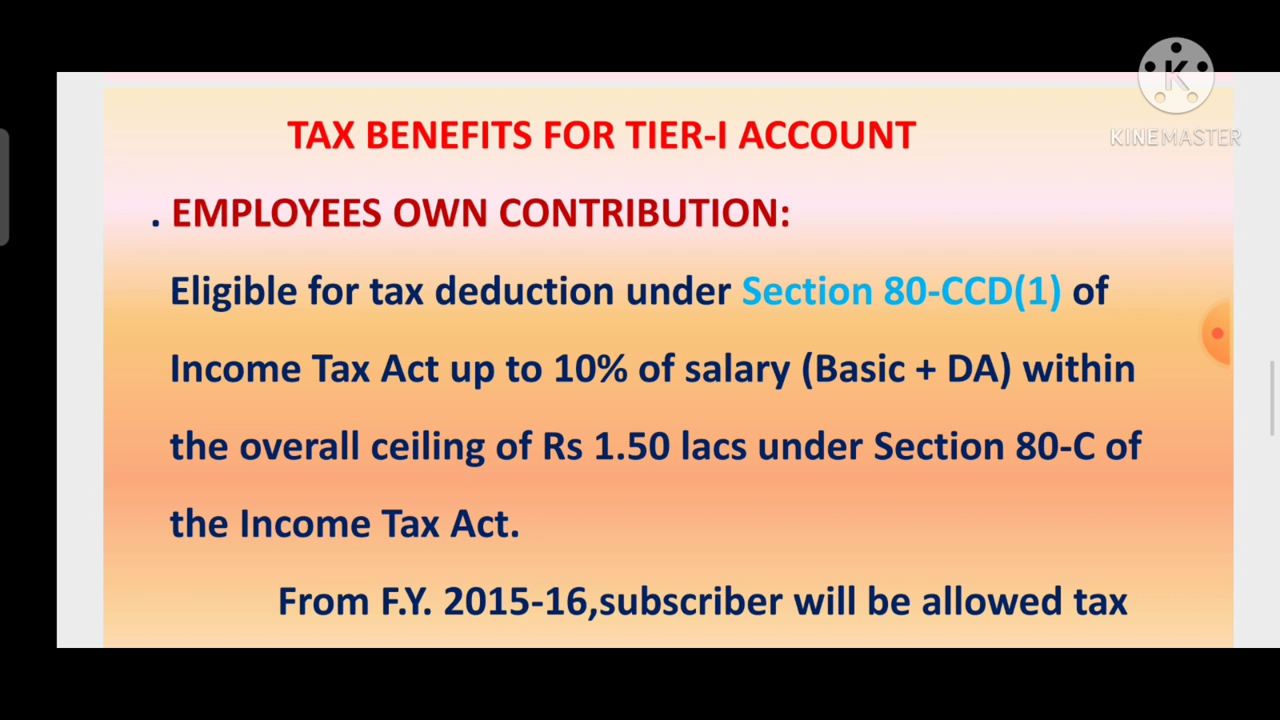 K
KINEMASTER
TAX BENEFITS FOR TIER-I ACCOUNT
. EMPLOYEES OWN CONTRIBUTION:
Eligible for tax deduction under Section 80-CCD(1) of
Income Tax Act up to 10% of salary (Basic + DA) within
the overall ceiling of Rs 1.50 lacs under Section 80-C of
the Income Tax Act.
From F.Y. 2015-16,subscriber will be allowed tax